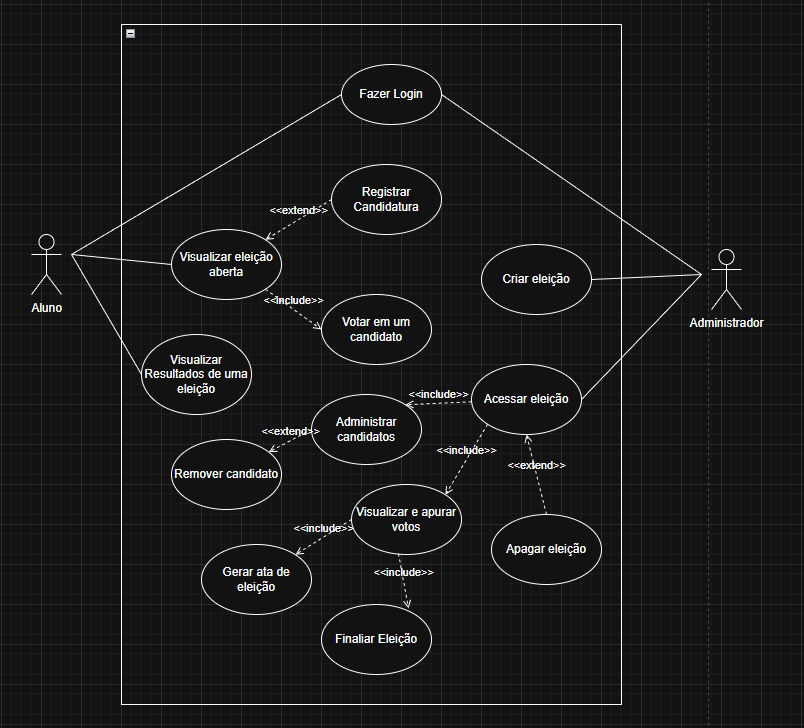 Fazer Login
Registrar
Candidatura
<<extend>>
Visualizar eleição
aberta
Criar eleição
<<include>>
Aluno
Votar em um
candidato
Administrador
Visualizar
Resultados de uma
eleição
<<include>>
Acessar eleição
Administrar
candidatos
<<extend>>
<<include>>
<<extend>>
Remover candidato
Visualizar e apurar
votos
<<include>>
Apagar eleição
Gerar ata de
eleição
<<include>>
Finaliar Eleição